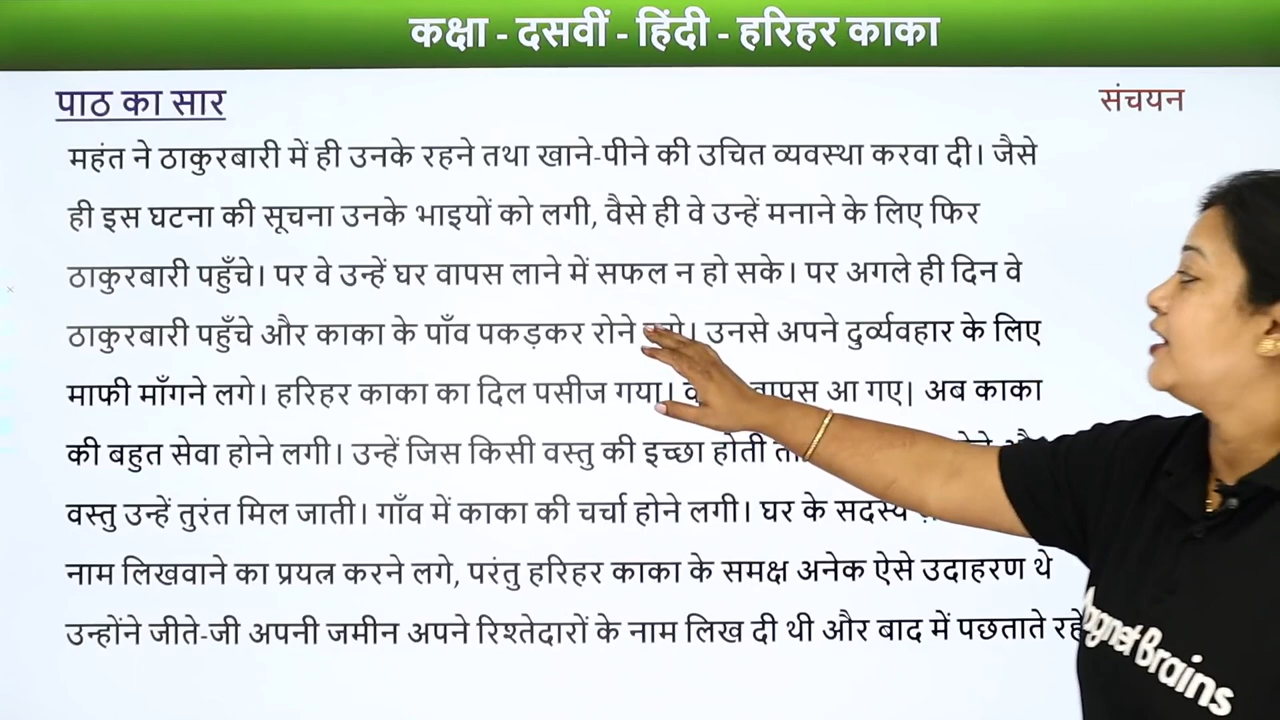 कक्षा - दसवीं - हिंदी - हरिहर काका
पाठ का सार
संचयन
महंत ने ठाकुरबारी में ही उनके रहने तथा खाने-पीने की उचित व्यवस्था करवा दी। जैसे
ही इस घटना की सूचना उनके भाइयों को लगी, वैसे ही वे उन्हें मनाने के लिए फिर
ठाकुरबारी पहुँचे। पर वे उन्हें घर वापस लाने में सफल न हो सके। पर अगले ही दिन वे
ठाकुरबारी पहुँचे और काका के पाँव पकड़कर रोने उनसे अपने दुर्व्यवहार के लिए
माफी माँगने लगे। हरिहर काका का दिल पसीज गया। वापस आ गए| अब काका
की बहुत सेवा होने लगी। उन्हें जिस किसी वस्तु की इच्छा होती
वस्तु उन्हें तुरंत मिल जाती। गाँव में काका की चर्चा होने लगी। घर के सदस्य
नाम लिखवाने का प्रयत्न करने लगे, परंतु हरिहर काका के समक्ष अनेक ऐसे उदाहरण थे
उन्होंने जीते-जी अपनी जमीन अपने रिश्तेदारों के नाम लिख दी थी और बाद में पछताते रहे
Magnet Brains